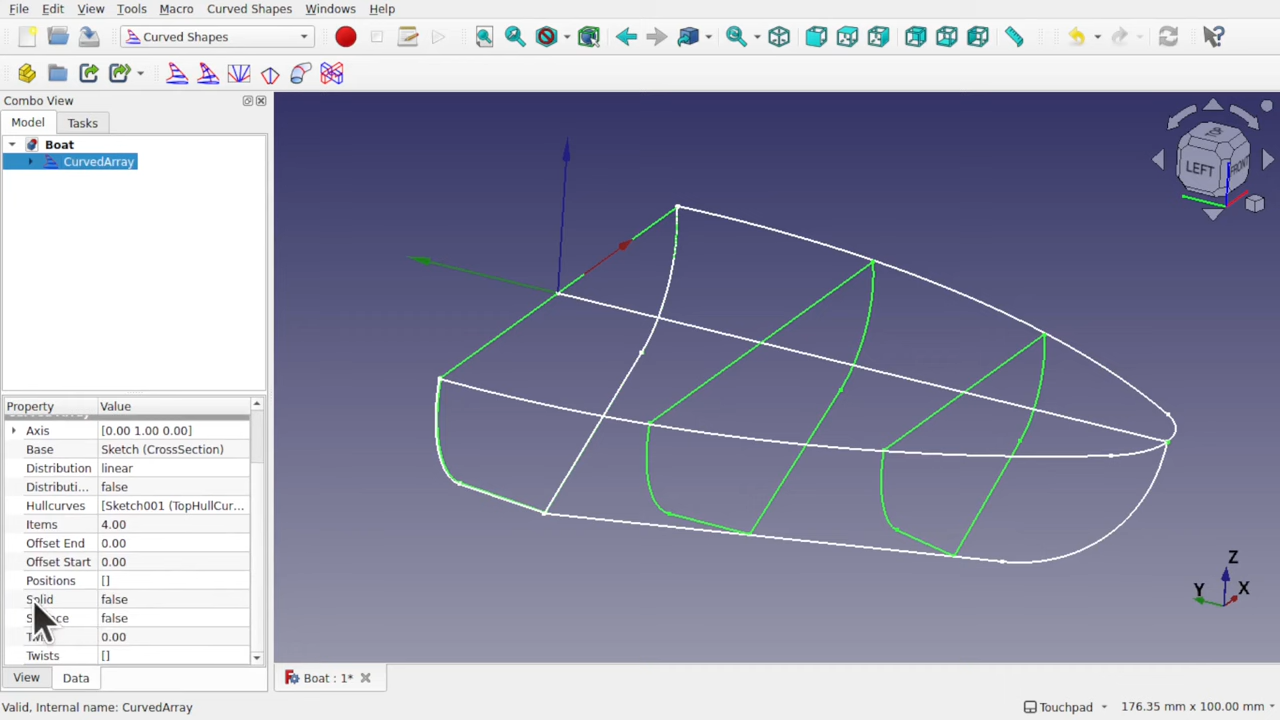 File Edit View Tools Macro Curved Shapes Windows Help
Curved Shapes
Combo View
Model Tasks
Boat
CurvedArray
LEFT FRONT
Property Value
Axis [0.00 1.00 0.00]
Base Sketch (CrossSection)
Distribution linear
Distributi... false
Hullcurves [Sketch001 (TopHullCur...
Items 4.00
Offset End 0.00
Offset Start 0.00
Positions []
Solid false
false
0.00
Twists []
Z
Y X
View Data
Boat : 1*
Valid, Internal name: CurvedArray
Touchpad 176.35 mm x 100.00 mm